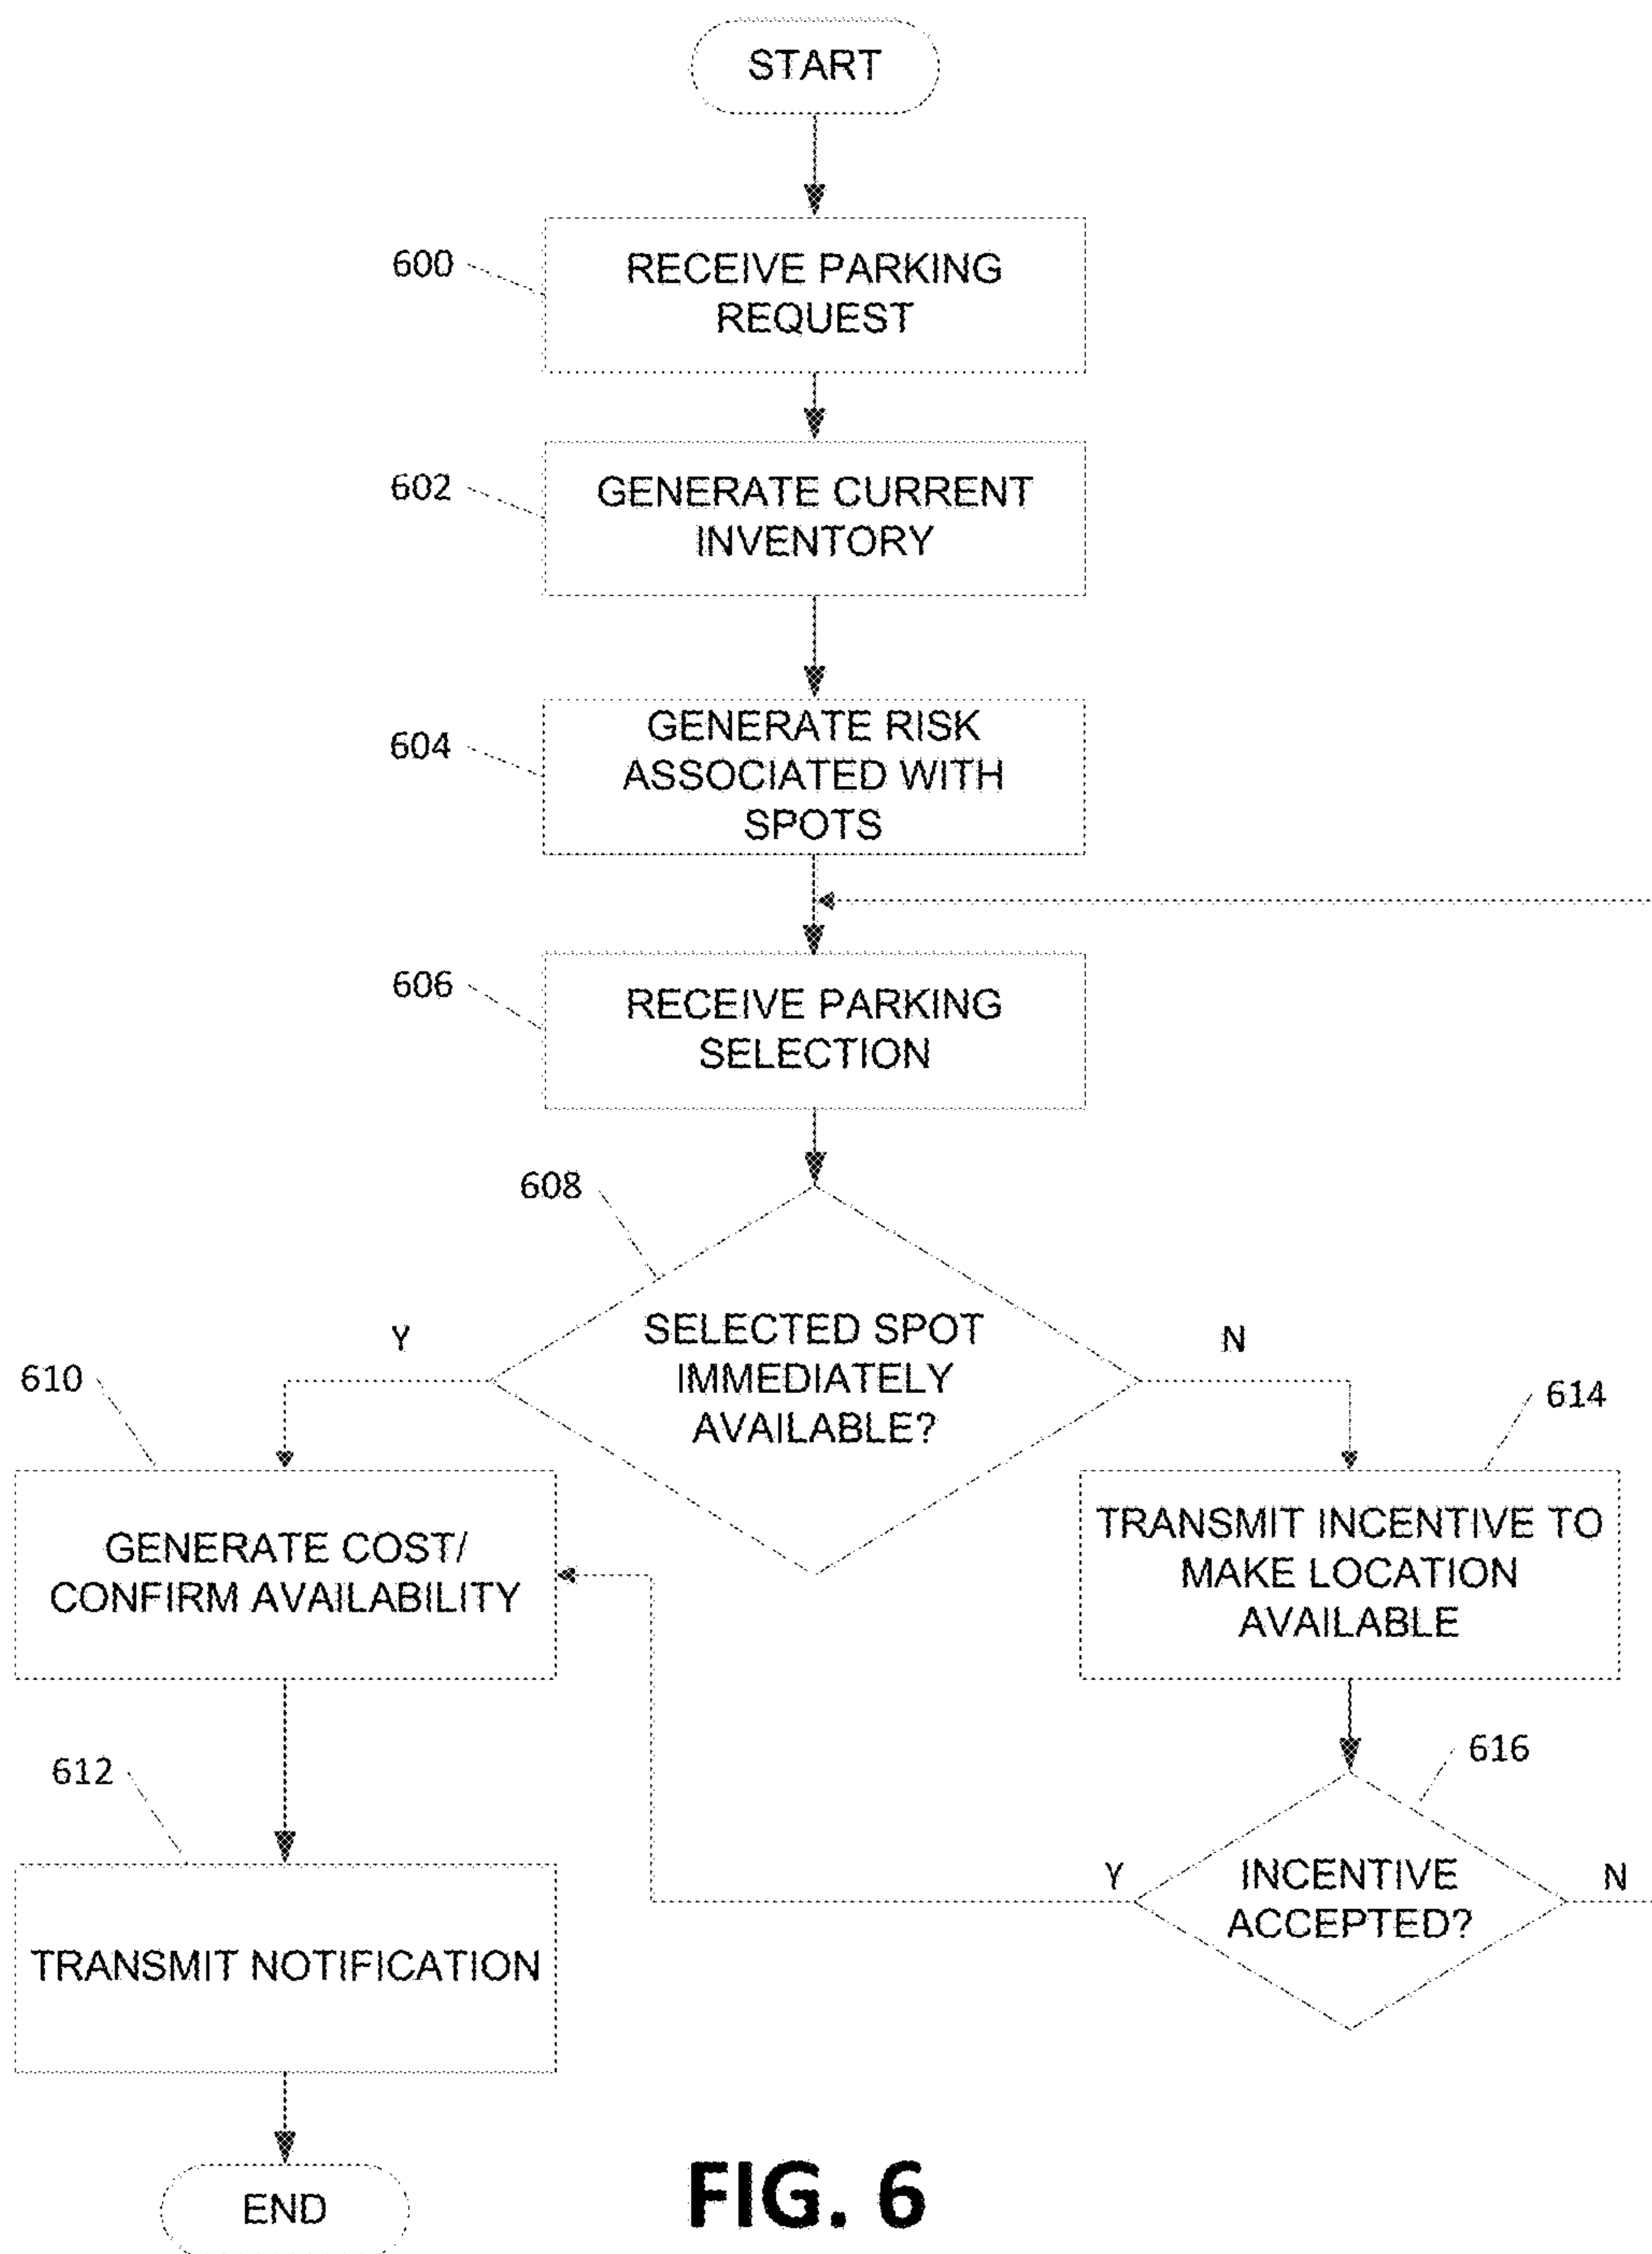 START
600
RECEIVE PARKING
REQUEST
602
GENERATE CURRENT
INVENTORY
604
GENERATE RISK
ASSOCIATED WITH
SPOTS
606
RECEIVE PARKING
SELECTION
608
SELECTED SPOT
IMMEDIATELY
AVAILABLE?
Y
N
610
GENERATE COST/
CONFIRM AVAILABILITY
614
TRANSMIT INCENTIVE TO
MAKE LOCATION
AVAILABLE
612
TRANSMIT NOTIFICATION
616
INCENTIVE
ACCEPTED?
Y
N
END
FIG. 6